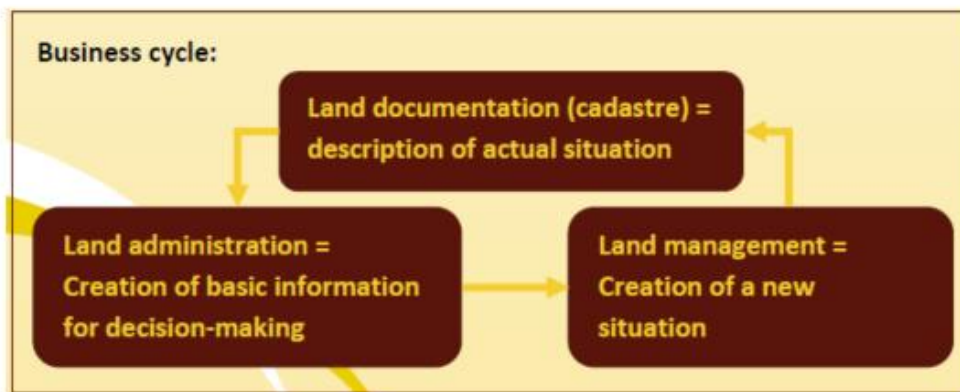 Business cycle:
Land documentation (cadastre) =
description of actual situation
Land administration =
Creation of basic information
for decision-making
Land management =
Creation of a new
situation